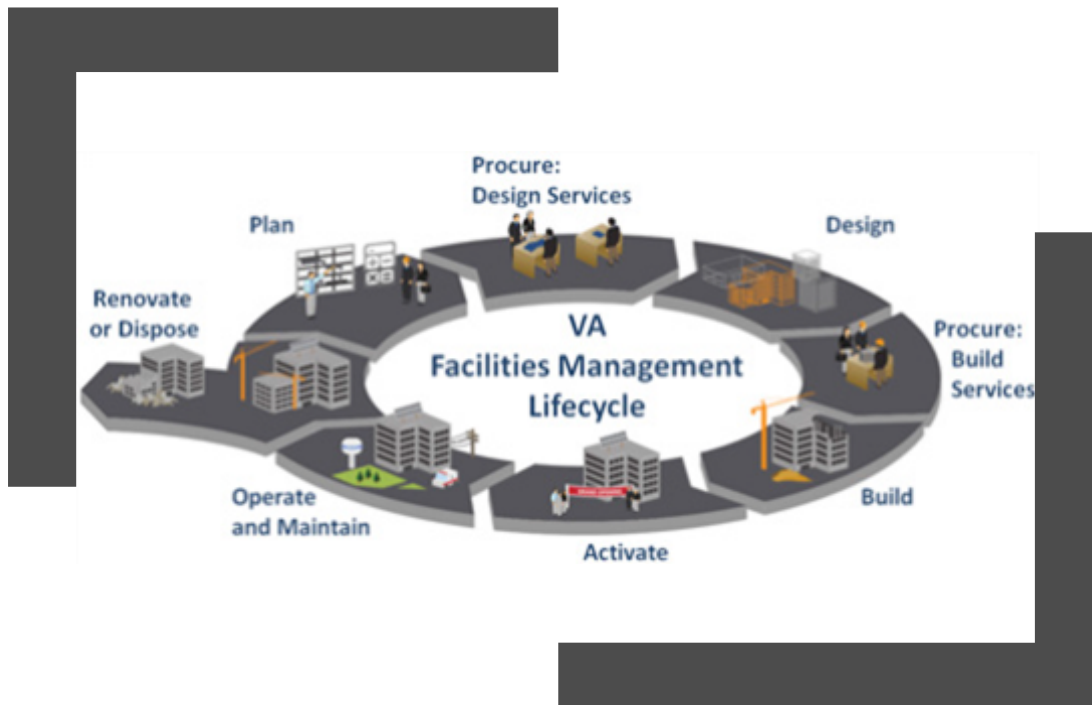 Procure:
Design Services
Plan
Design
Renovate
or Dispose
VA
Facilities Management
Lifecycle
Procure:
Build
Services
Operate
and Maintain
Build
Activate